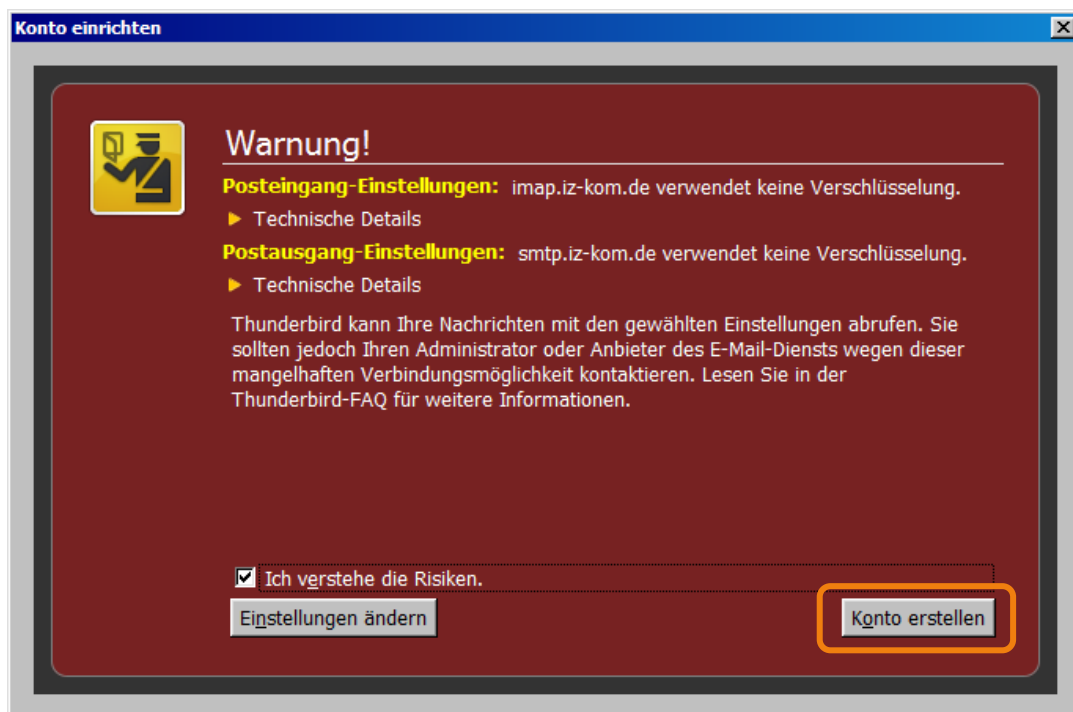 Konto einrichten
Warnung!
Posteingang-Einstellungen: imap.iz-kom.de verwendet keine Verschlüsselung.
Technische Details
Postausgang-Einstellungen: smtp.iz-kom.de verwendet keine Verschlüsselung.
Technische Details
Thunderbird kann Ihre Nachrichten mit den gewählten Einstellungen abrufen. Sie
sollten jedoch Ihren Administrator oder Anbieter des E-Mail-Diensts wegen dieser
mangelhaften Verbindungsmöglichkeit kontaktieren. Lesen Sie in der
Thunderbird-FAQ für weitere Informationen.
Ich verstehe die Risiken.
Einstellungen ändern
Konto erstellen